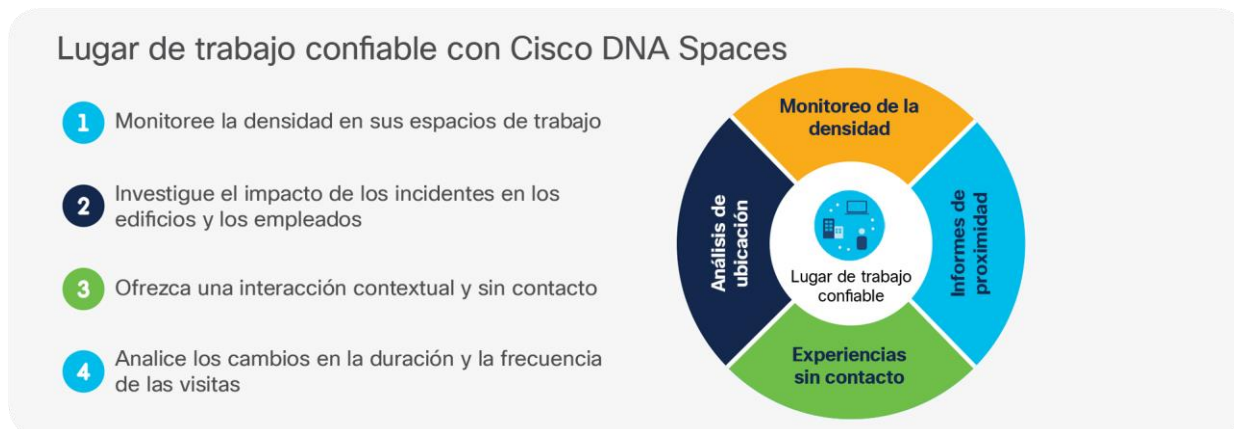 Lugar de trabajo confiable con Cisco DNA Spaces
1 Monitoree la densidad en sus espacios de trabajo
2 Investigue el impacto de los incidentes en los
edificios y los empleados
3 Ofrezca una interacción contextual y sin contacto
4 Analice los cambios en la duración y la frecuencia
de las visitas
Monitoreo de la
densidad
Análisis de
ubicación
Informes de
proximidad
Lugar de trabajo
confiable
Experiencias
sin contacto